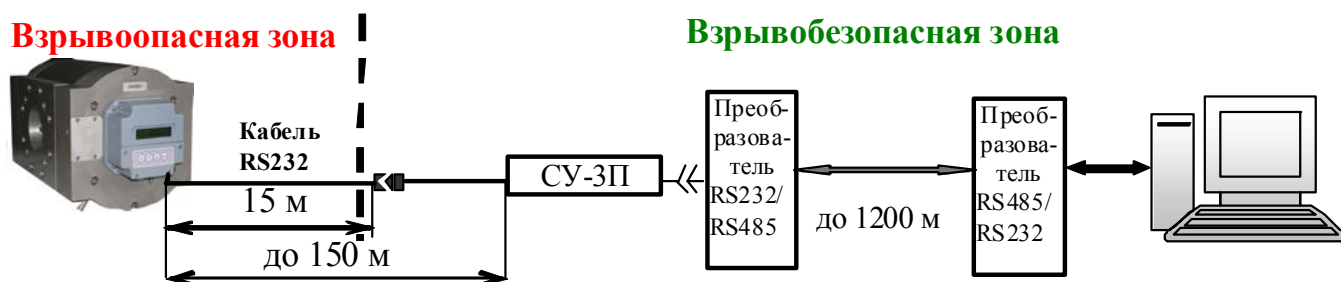 Взрывоопасная зона
Взрывобезопасная зона
Кабель
RS232
15 м
до 150 м
СУ-3П
Преоб-
разова-
тель
RS232/
RS485
до 1200 м
Преоб-
разова-
тель
RS485/
RS232